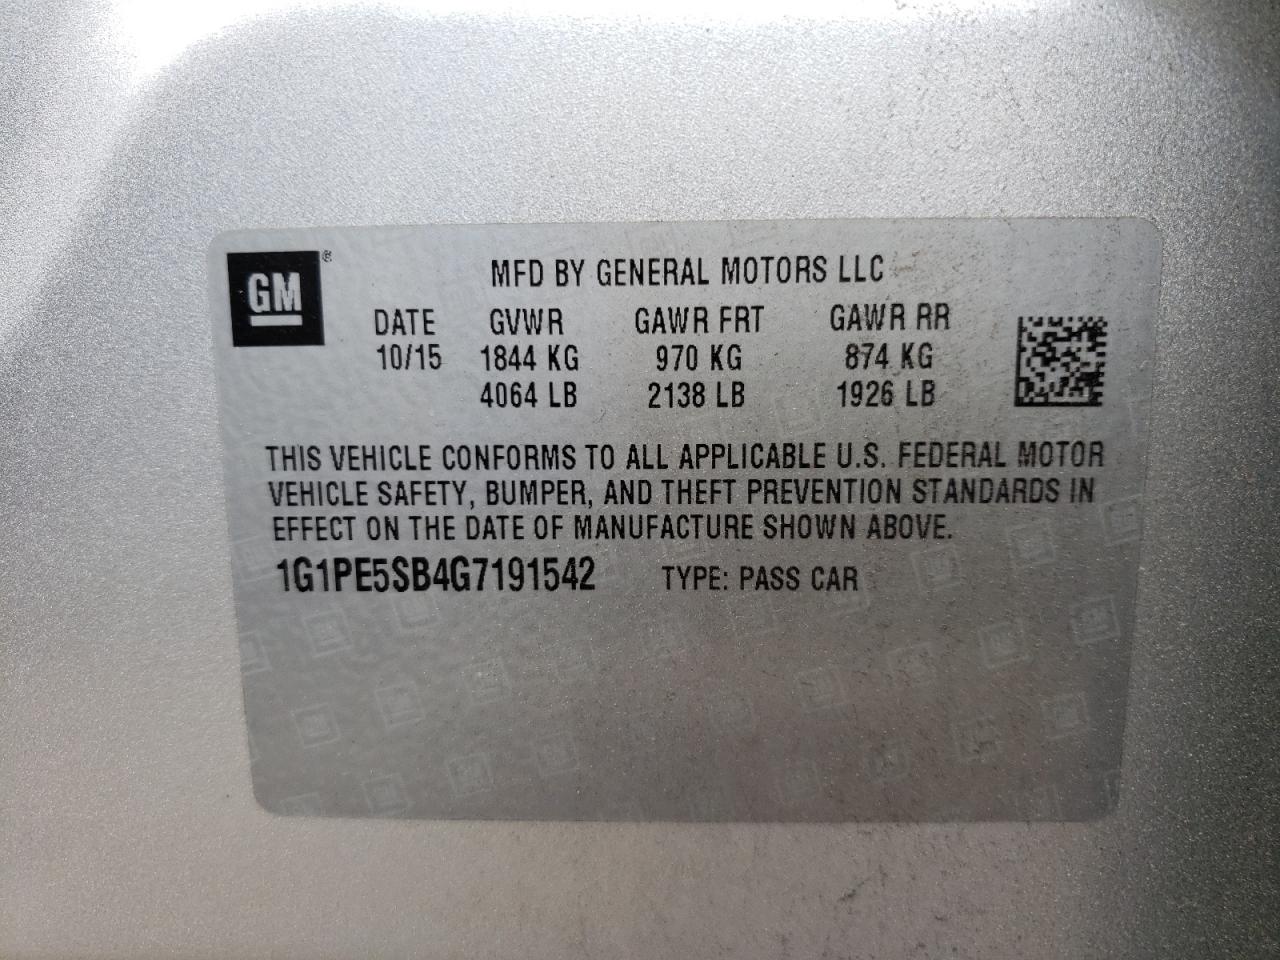 GM ®
MFD BY GENERAL MOTORS LLC
DATE GVWR GAWR FRT GAWR RR
10/15 1844 KG 970 KG 874 KG
4064 LB 2138 LB 1926 LB
THIS VEHICLE CONFORMS TO ALL APPLICABLE U.S. FEDERAL MOTOR
VEHICLE SAFETY, BUMPER, AND THEFT PREVENTION STANDARDS IN
EFFECT ON THE DATE OF MANUFACTURE SHOWN ABOVE.
1G1PE5SB4G7191542 TYPE: PASS CAR